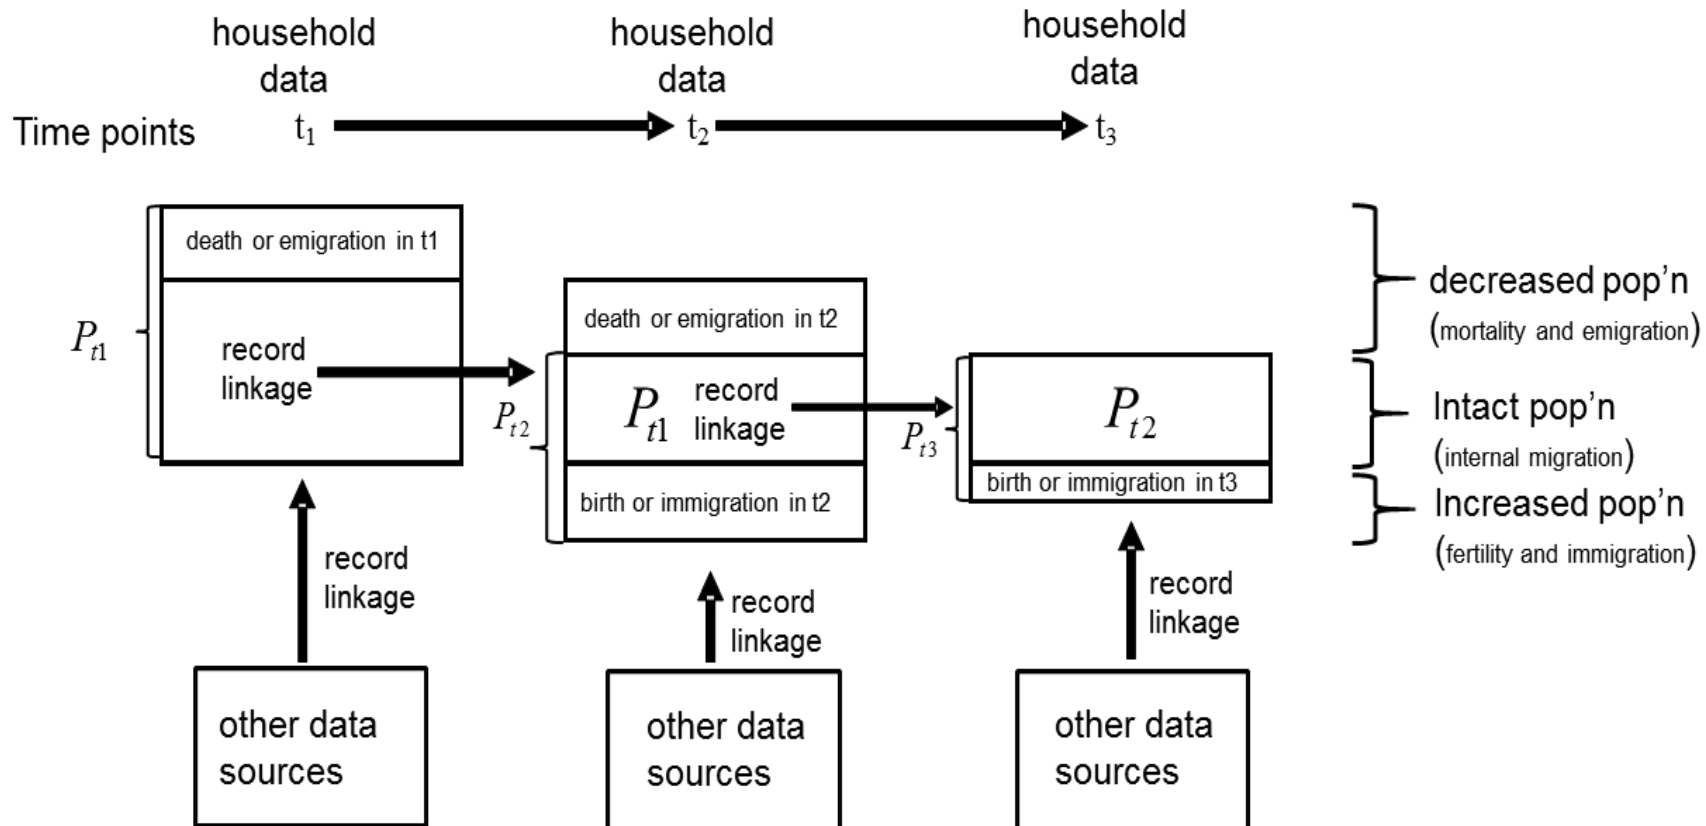 household
data
household
data
household
data
Time points
t1
t2
t3
death or emigration in t1
Pt1
record
linkage
death or emigration in t2
Pt2
Pt1
record
linkage
birth or immigration in t2
Pt3
Pt2
birth or immigration in t3
decreased pop'n
(mortality and emigration)
Intact pop'n
(internal migration)
Increased pop'n
(fertility and immigration)
record
linkage
record
linkage
record
linkage
other data
sources
other data
sources
other data
sources